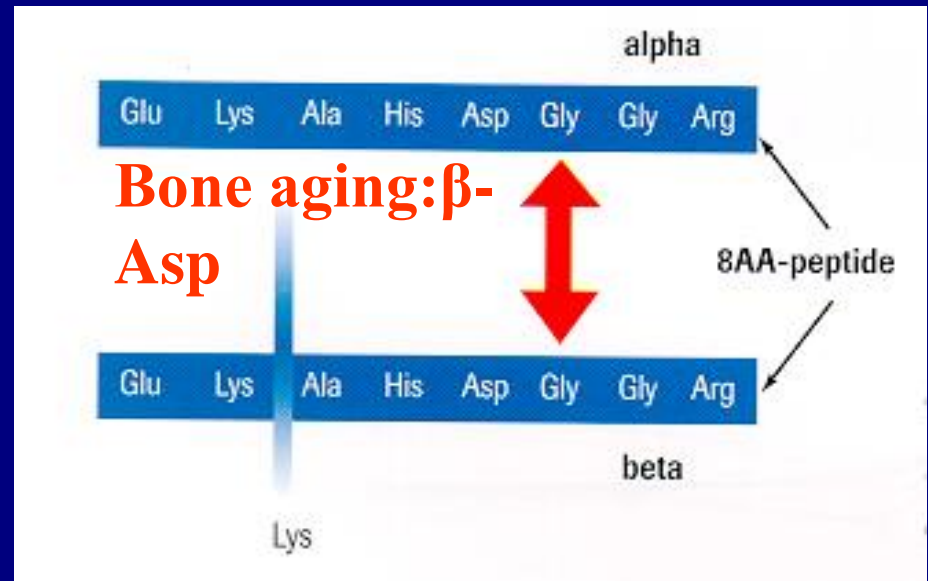 alpha
Glu Lys Ala His Asp Gly Gly Arg
Bone aging:β-
Asp
8AA-peptide
Glu Lys Ala His Asp Gly Gly Arg
beta
Lys